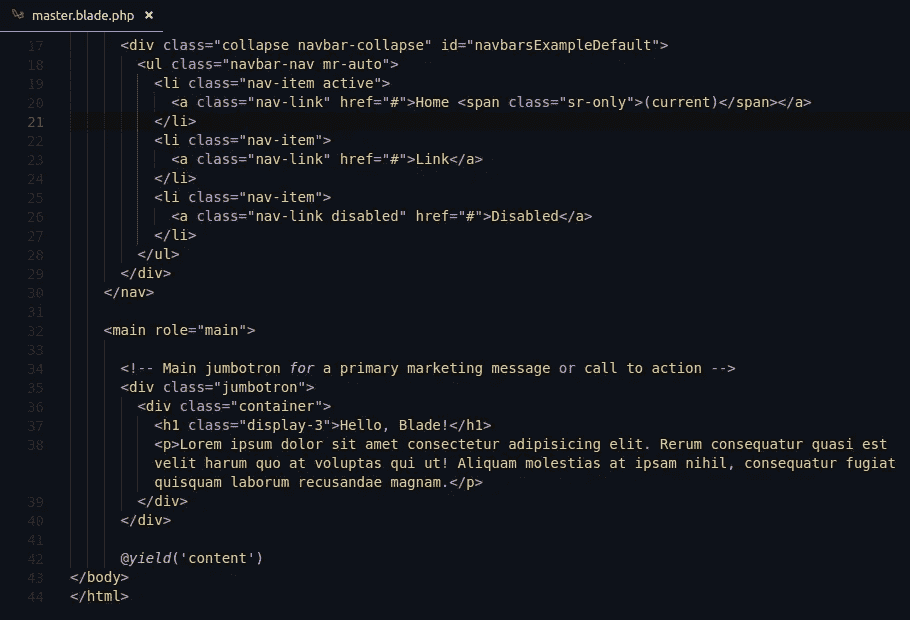 master.blade.php ×
17 <div class="collapse navbar-collapse" id="navbarsExampleDefault">
18 <ul class="navbar-nav mr-auto">
19 <li class="nav-item active">
20 <a class="nav-link" href="#">Home <span class="sr-only">(current)</span></a>
21 </li>
22 <li class="nav-item">
23 <a class="nav-link" href="#">Link</a>
24 </li>
25 <li class="nav-item">
26 <a class="nav-link disabled" href="#">Disabled</a>
27 </li>
28 </ul>
29 </div>
30 </nav>
31
32 <main role="main">
33
34 <!-- Main jumbotron for a primary marketing message or call to action -->
35 <div class="jumbotron">
36 <div class="container">
37 <h1 class="display-3">Hello, Blade!</h1>
38 <p>Lorem ipsum dolor sit amet consectetur adipisicing elit. Rerum consequatur quasi est
velit harum quo at voluptas qui ut! Aliquam molestias at ipsam nihil, consequatur fugiat
quisquam laborum recusandae magnam.</p>
39 </div>
40 </div>
41
42 @yield('content')
43 </body>
44 </html>